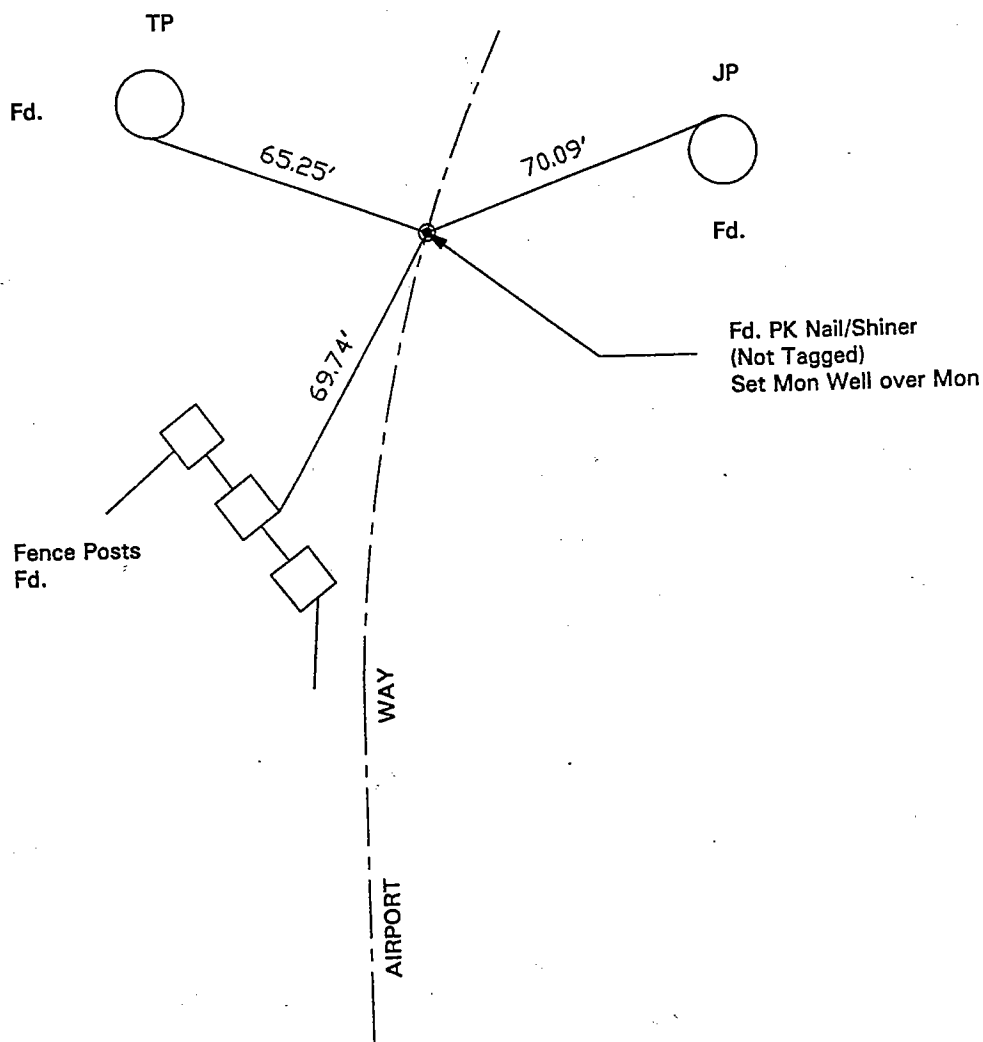 TP
JP
Fd.
65.25'
70.09'
Fd.
Fd. PK Nail/Shiner
(Not Tagged)
Set Mon Well over Mon
69.74'
Fence Posts
Fd.
AIRPORT WAY